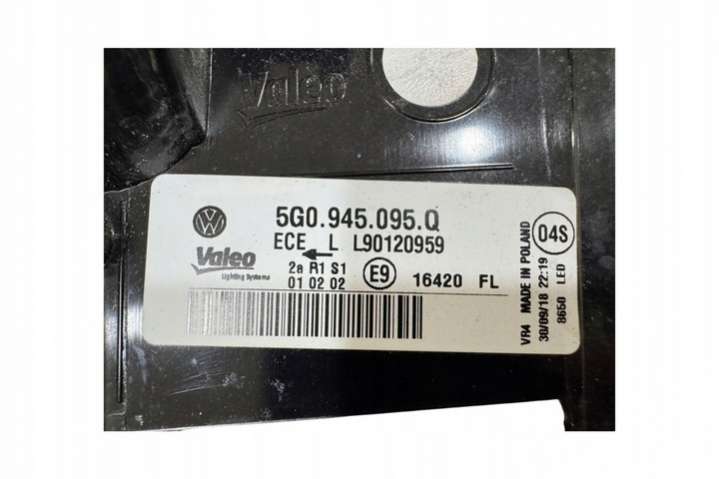 Valeo
VW
5G0.945.095.Q
ECE L L90120959
Valeo
Lighting Systems
2a R1 S1
01 02 02
E9
16420 FL
VR4 MADE IN POLAND
30/09/18 22:19
8650 LED
04S